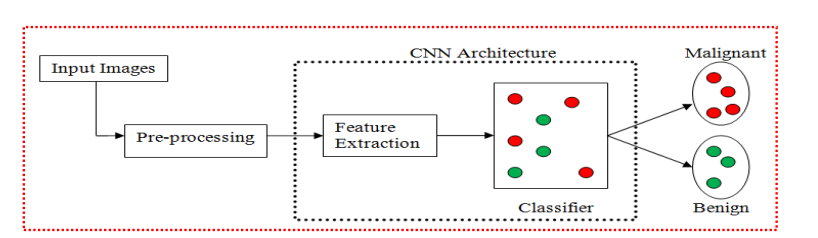 CNN Architecture
Malignant
Input Images
Pre-processing
Feature
Extraction
Classifier
Benign